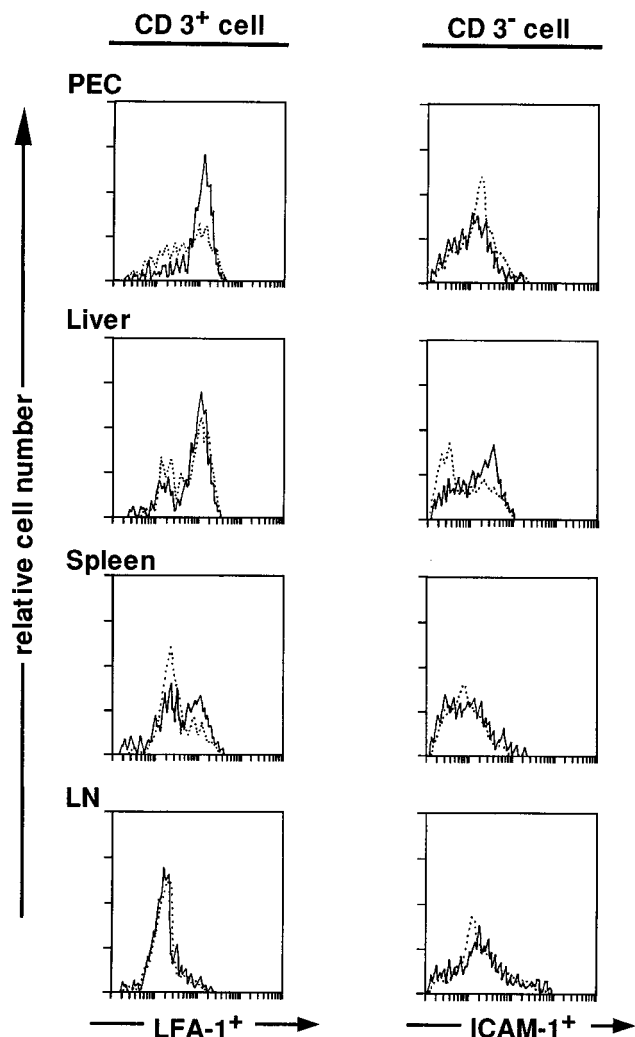 CD 3⁺ cell
CD 3⁻ cell
PEC
Liver
Spleen
LN
relative cell number
LFA-1⁺
ICAM-1⁺